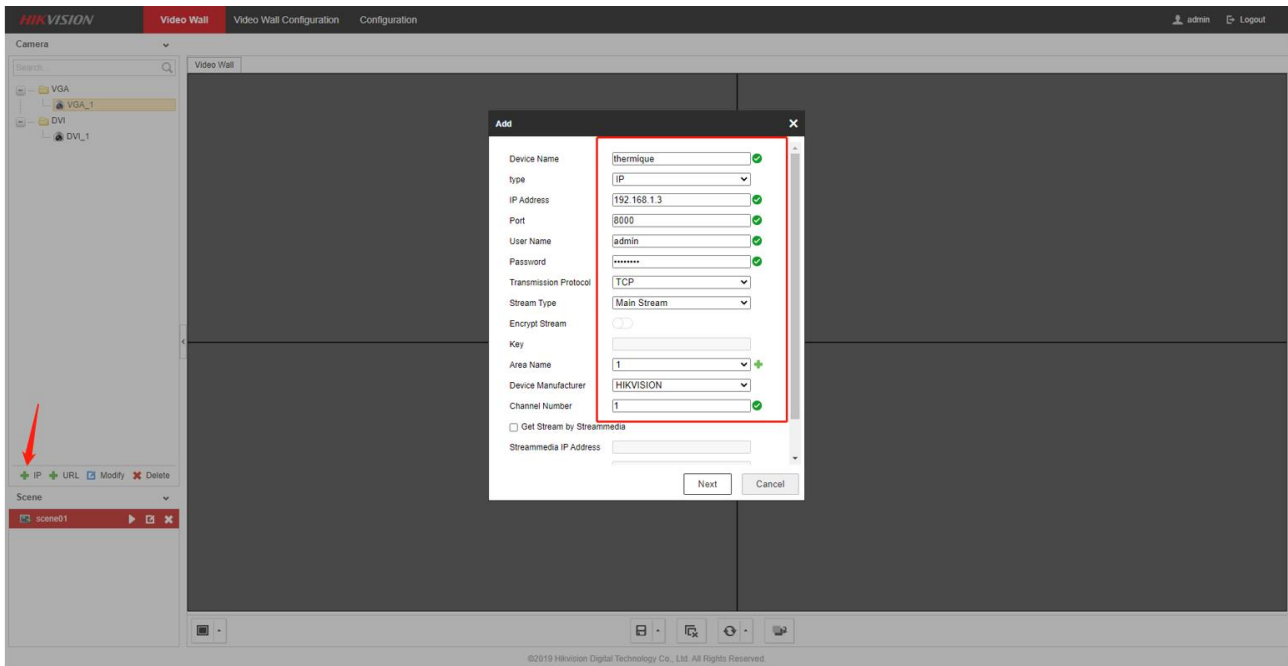 HIKVISION Video Wall Video Wall Configuration Configuration admin Logout
Camera
Search... Video Wall
VGA
VGA_1
DVI
DVI_1
Add
Device Name thermique
type IP
IP Address 192.168.1.3
Port 8000
User Name admin
Password ••••••••
Transmission Protocol TCP
Stream Type Main Stream
Encrypt Stream
Key
Area Name 1
Device Manufacturer HIKVISION
Channel Number 1
Get Stream by Streammedia
Streammedia IP Address
IP URL Modify Delete
Next Cancel
Scene
scene01
©2019 Hikvision Digital Technology Co., Ltd. All Rights Reserved.